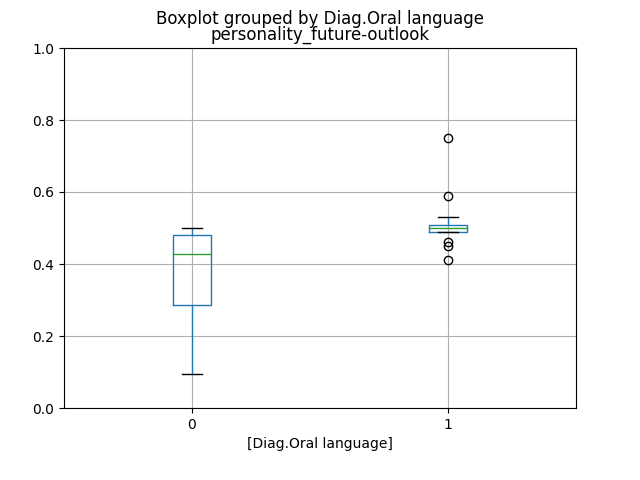 Boxplot grouped by Diag.Oral language
personality_future-outlook
1.0
0.8
0.6
0.4
0.2
0.0
0 1
[Diag.Oral language]